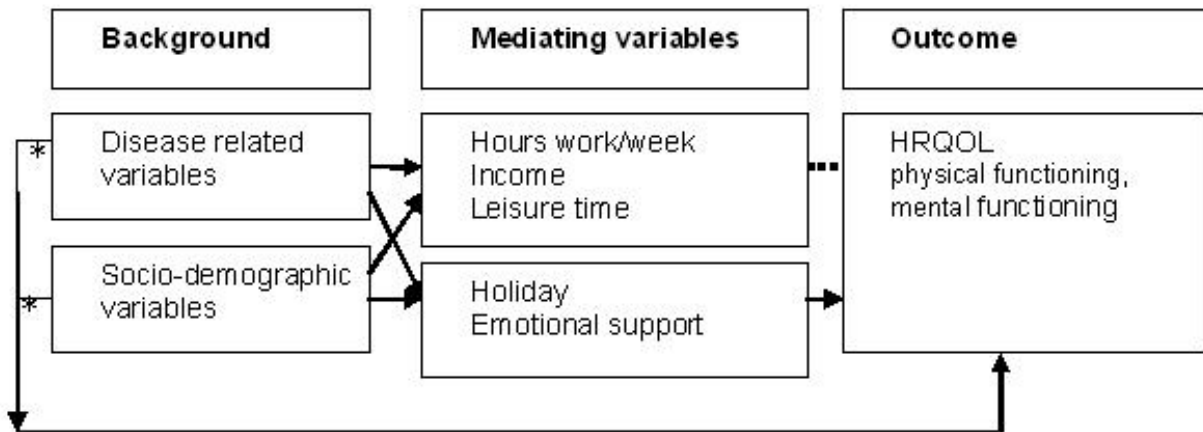 Background
Mediating variables
Outcome
Disease related
variables
*
Socio-demographic
variables
*
Hours work/week
Income
Leisure time
Holiday
Emotional support
HRQOL
physical functioning,
mental functioning